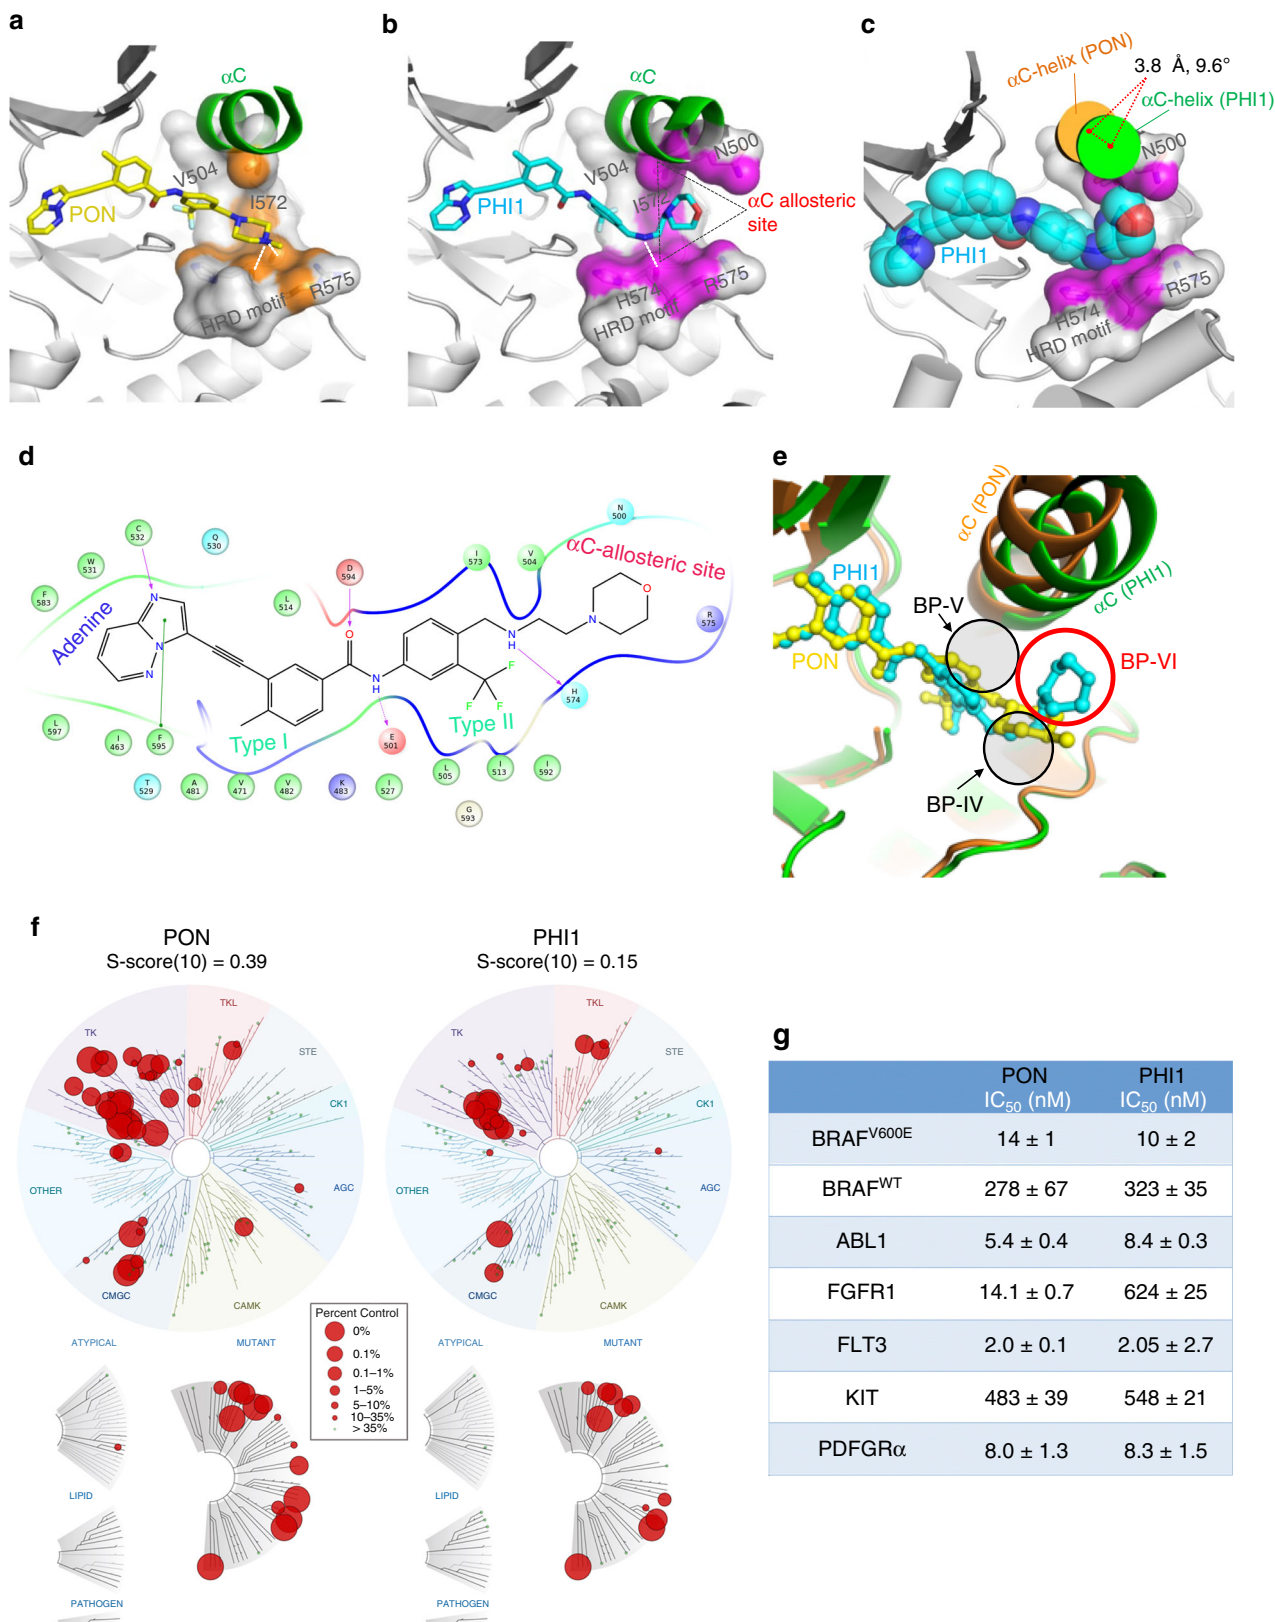 a
αC
V504
I572
PON
HRD motif
R575
b
αC
V504
N500
I572
PHI1
αC allosteric
site
H574
R575
HRD motif
c
αC-helix (PON)
3.8 Å, 9.6°
αC-helix (PHI1)
N500
PHI1
R575
H574
HRD motif
d
C
532
Q
530
W
531
F
583
Adenine
L
514
D
594
I
573
V
504
N
500
αC-allosteric site
R
575
H
574
N
N
N
O
N
H
F
F
F
N
H
N
O
Type I
Type II
L
597
I
463
F
595
T
529
A
481
V
471
V
482
K
483
I
527
E
501
L
505
G
593
I
513
I
592
e
αC (PON)
αC (PHI1)
PHI1
BP-V
PON
BP-VI
BP-IV
f
PON
S-score(10) = 0.39
TK
TKL
STE
CK1
AGC
CAMK
CMGC
OTHER
ATYPICAL
MUTANT
LIPID
PATHOGEN
Percent Control
0%
0.1%
0.1–1%
1–5%
5–10%
10–35%
> 35%
PHI1
S-score(10) = 0.15
TK
TKL
STE
CK1
AGC
CAMK
CMGC
OTHER
ATYPICAL
MUTANT
LIPID
PATHOGEN
g
PON PHI1
IC50 (nM) IC50 (nM)
BRAFV600E 14 ± 1 10 ± 2
BRAFWT 278 ± 67 323 ± 35
ABL1 5.4 ± 0.4 8.4 ± 0.3
FGFR1 14.1 ± 0.7 624 ± 25
FLT3 2.0 ± 0.1 2.05 ± 2.7
KIT 483 ± 39 548 ± 21
PDFGRα 8.0 ± 1.3 8.3 ± 1.5